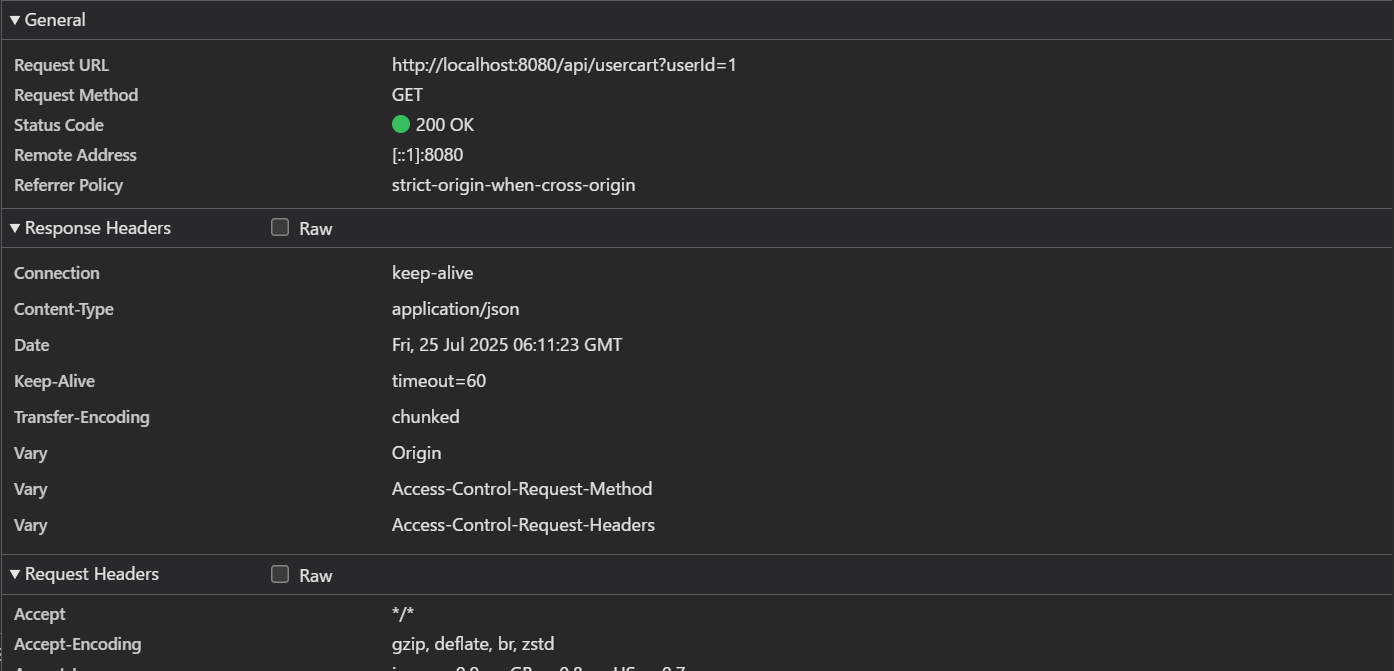 General
Request URL http://localhost:8080/api/usercart?userId=1
Request Method GET
Status Code 200 OK
Remote Address [::1]:8080
Referrer Policy strict-origin-when-cross-origin
Response Headers Raw
Connection keep-alive
Content-Type application/json
Date Fri, 25 Jul 2025 06:11:23 GMT
Keep-Alive timeout=60
Transfer-Encoding chunked
Vary Origin
Vary Access-Control-Request-Method
Vary Access-Control-Request-Headers
Request Headers Raw
Accept */*
Accept-Encoding gzip, deflate, br, zstd